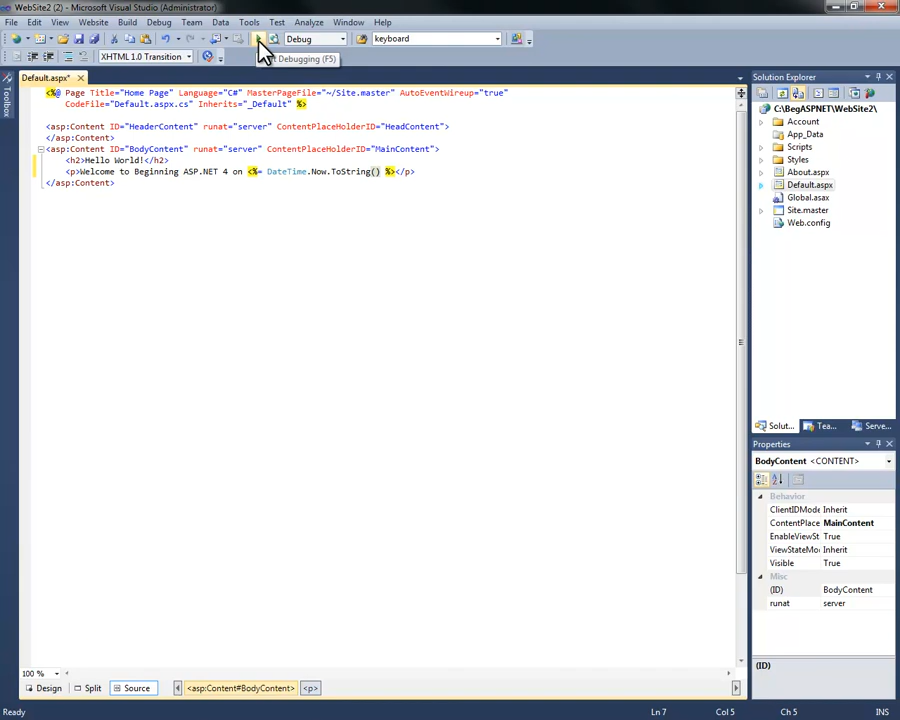 WebSite2 (2) - Microsoft Visual Studio (Administrator)
File Edit View Website Build Debug Team Data Tools Test Analyze Window Help
Debug keyboard
Debugging (F5)
XHTML 1.0 Transition
Default.aspx*
Toolbox
<%@ Page Title="Home Page" Language="C#" MasterPageFile="~/Site.master" AutoEventWireup="true"
CodeFile="Default.aspx.cs" Inherits="_Default" %>
<asp:Content ID="HeaderContent" runat="server" ContentPlaceHolderID="HeadContent">
</asp:Content>
<asp:Content ID="BodyContent" runat="server" ContentPlaceHolderID="MainContent">
<h2>Hello World!</h2>
<p>Welcome to Beginning ASP.NET 4 on <%= DateTime.Now.ToString() %></p>
</asp:Content>
Solution Explorer
C:\BegASPNET\WebSite2\
Account
App_Data
Scripts
Styles
About.aspx
Default.aspx
Global.asax
Site.master
Web.config
Solut... Tea... Serve...
Properties
BodyContent <CONTENT>
Behavior
ClientIDMode Inherit
ContentPlace MainContent
EnableViewSt True
ViewStateMod Inherit
Visible True
Misc
(ID) BodyContent
runat server
(ID)
100 %
Design Split Source <asp:Content#BodyContent> <p>
Ready Ln 7 Col 5 Ch 5 INS